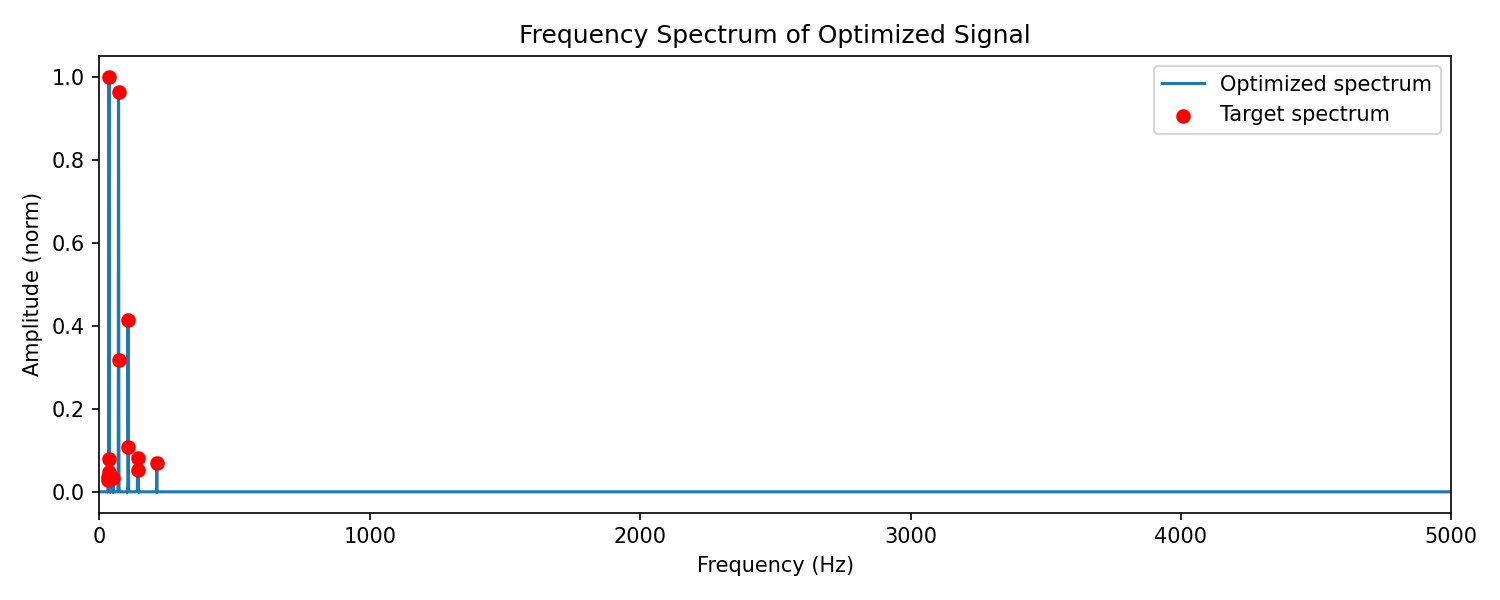 Frequency Spectrum of Optimized Signal
Optimized spectrum
Target spectrum
1.0
0.8
0.6
0.4
0.2
0.0
Amplitude (norm)
0 1000 2000 3000 4000 5000
Frequency (Hz)